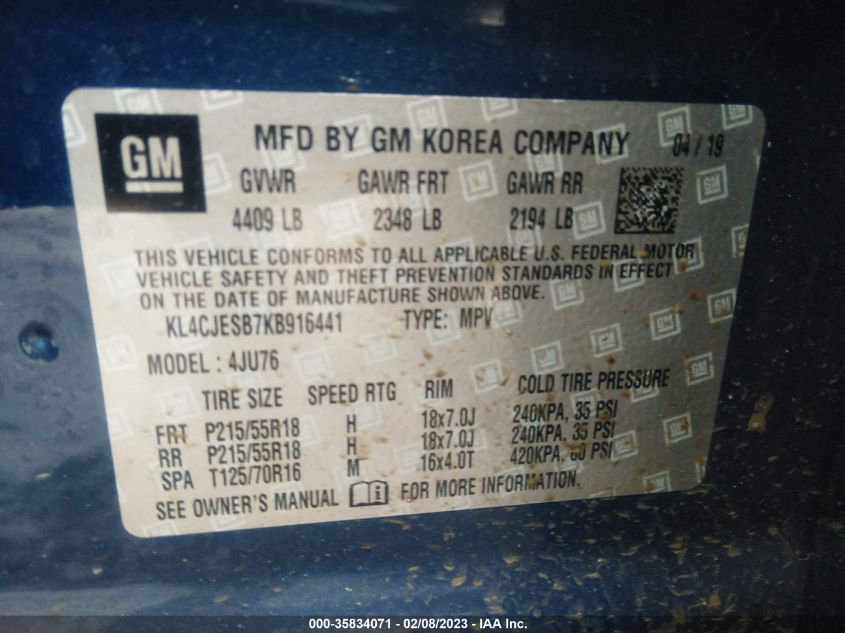 GM MFD BY GM KOREA COMPANY 04/19
GVWR GAWR FRT GAWR RR
4409 LB 2348 LB 2194 LB
THIS VEHICLE CONFORMS TO ALL APPLICABLE U.S. FEDERAL MOTOR
VEHICLE SAFETY AND THEFT PREVENTION STANDARDS IN EFFECT
ON THE DATE OF MANUFACTURE SHOWN ABOVE.
KL4CJESB7KB916441 TYPE: MPV
MODEL : 4JU76
TIRE SIZE SPEED RTG RIM COLD TIRE PRESSURE
FRT P215/55R18 H 18x7.0J 240KPA, 35 PSI
RR P215/55R18 H 18x7.0J 240KPA, 35 PSI
SPA T125/70R16 M 16x4.0T 420KPA, 60 PSI
SEE OWNER'S MANUAL FOR MORE INFORMATION.
000-35834071 - 02/08/2023 - IAA Inc.